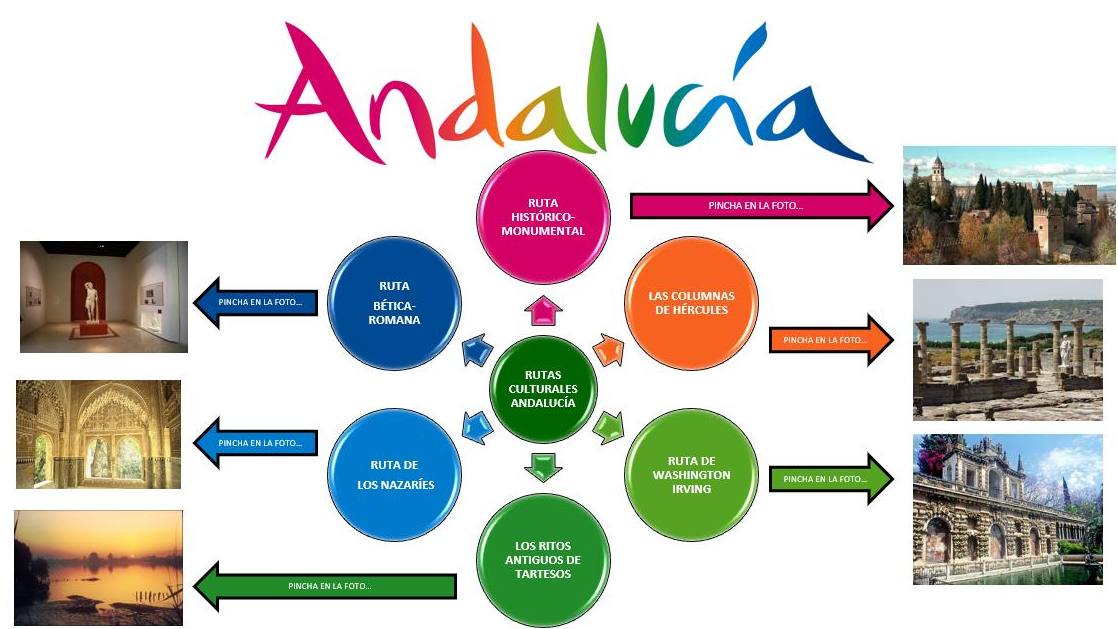 Andalucía
RUTA
HISTÓRICO-
MONUMENTAL
PINCHA EN LA FOTO...
RUTA
BÉTICA-
ROMANA
PINCHA EN LA FOTO...
LAS COLUMNAS
DE HÉRCULES
PINCHA EN LA FOTO...
RUTAS
CULTURALES
ANDALUCÍA
RUTA DE
LOS NAZARÍES
PINCHA EN LA FOTO...
RUTA DE
WASHINGTON
IRVING
PINCHA EN LA FOTO...
LOS RITOS
ANTIGUOS DE
TARTESOS
PINCHA EN LA FOTO...